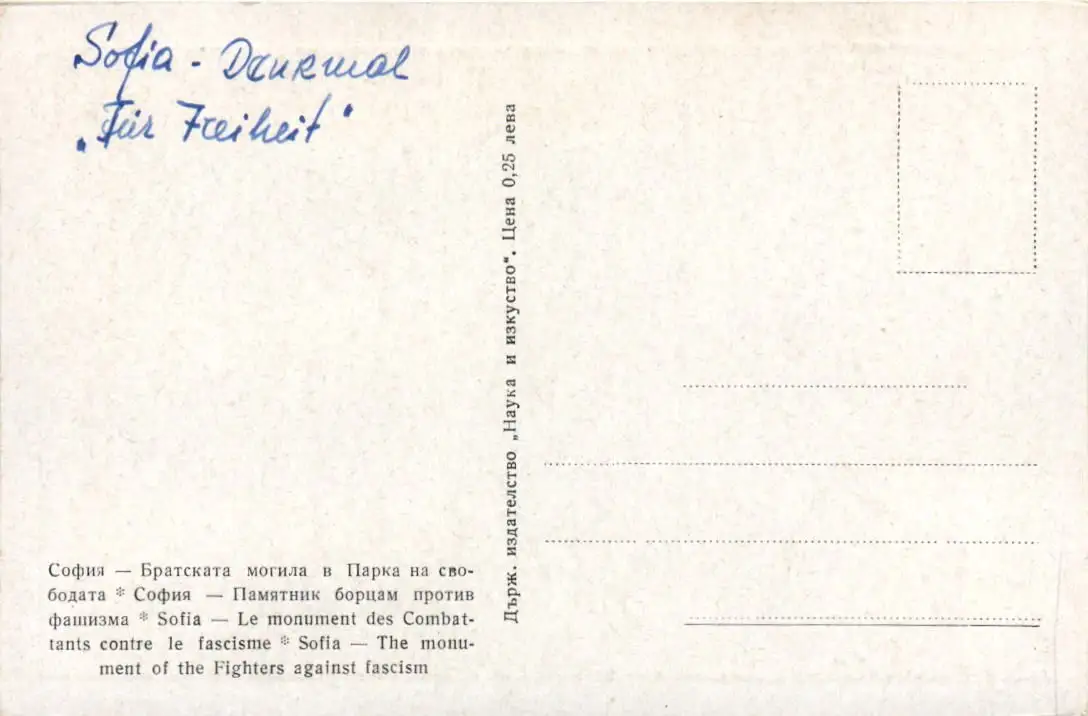 Sofia - Denkmal
„Für Freiheit"
Държ. издателство „Наука и изкуство“. Цена 0,25 лева
София — Братската могила в Парка на сво-
бодата * София — Памятник борцам против
фашизма * Sofia — Le monument des Combat-
tants contre le fascisme * Sofia — The monu-
ment of the Fighters against fascism